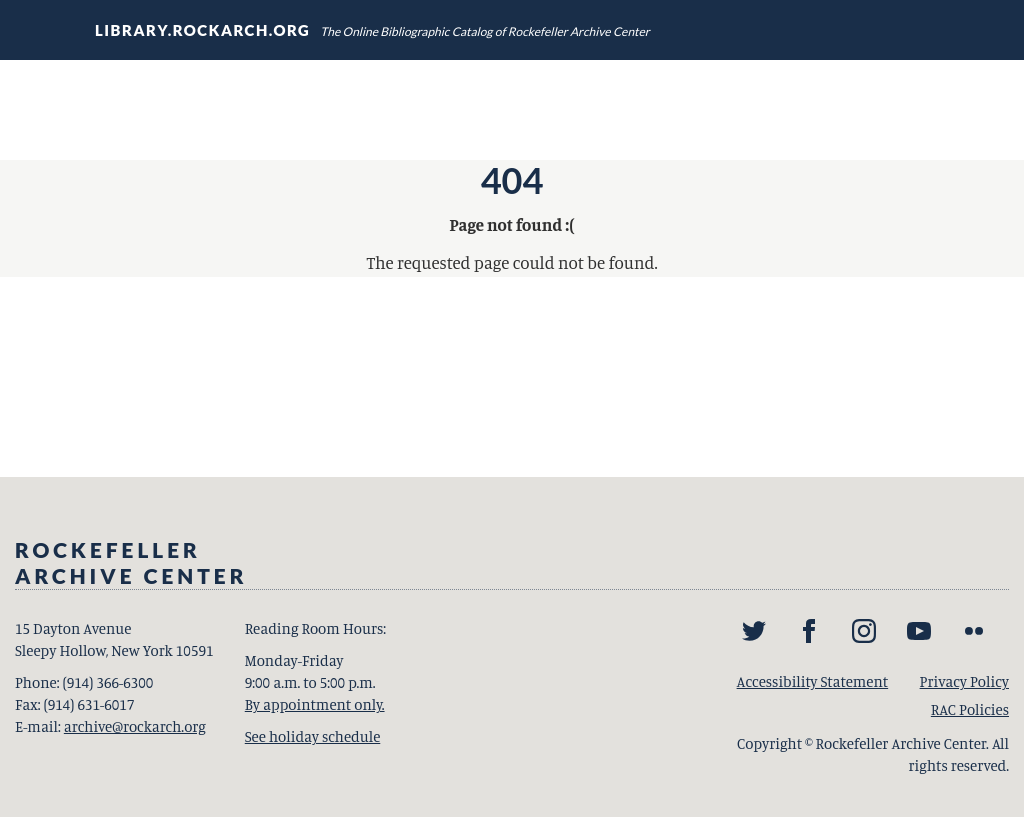 LIBRARY.ROCKARCH.ORG The Online Bibliographic Catalog of Rockefeller Archive Center
404
Page not found :(
The requested page could not be found.
ROCKEFELLER
ARCHIVE CENTER
15 Dayton Avenue
Sleepy Hollow, New York 10591
Phone: (914) 366-6300
Fax: (914) 631-6017
E-mail: archive@rockarch.org
Reading Room Hours:
Monday-Friday
9:00 a.m. to 5:00 p.m.
By appointment only.
See holiday schedule
Accessibility Statement Privacy Policy
RAC Policies
Copyright © Rockefeller Archive Center. All
rights reserved.